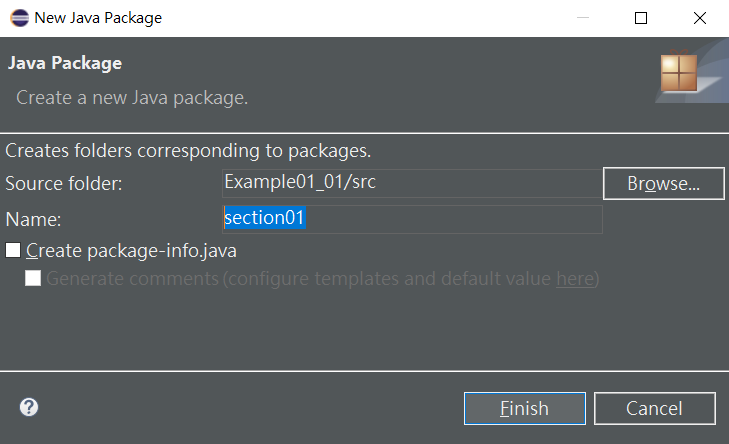 New Java Package
Java Package
Create a new Java package.
Creates folders corresponding to packages.
Source folder: Example01_01/src Browse...
Name: section01
Create package-info.java
Generate comments (configure templates and default value here)
? Finish Cancel